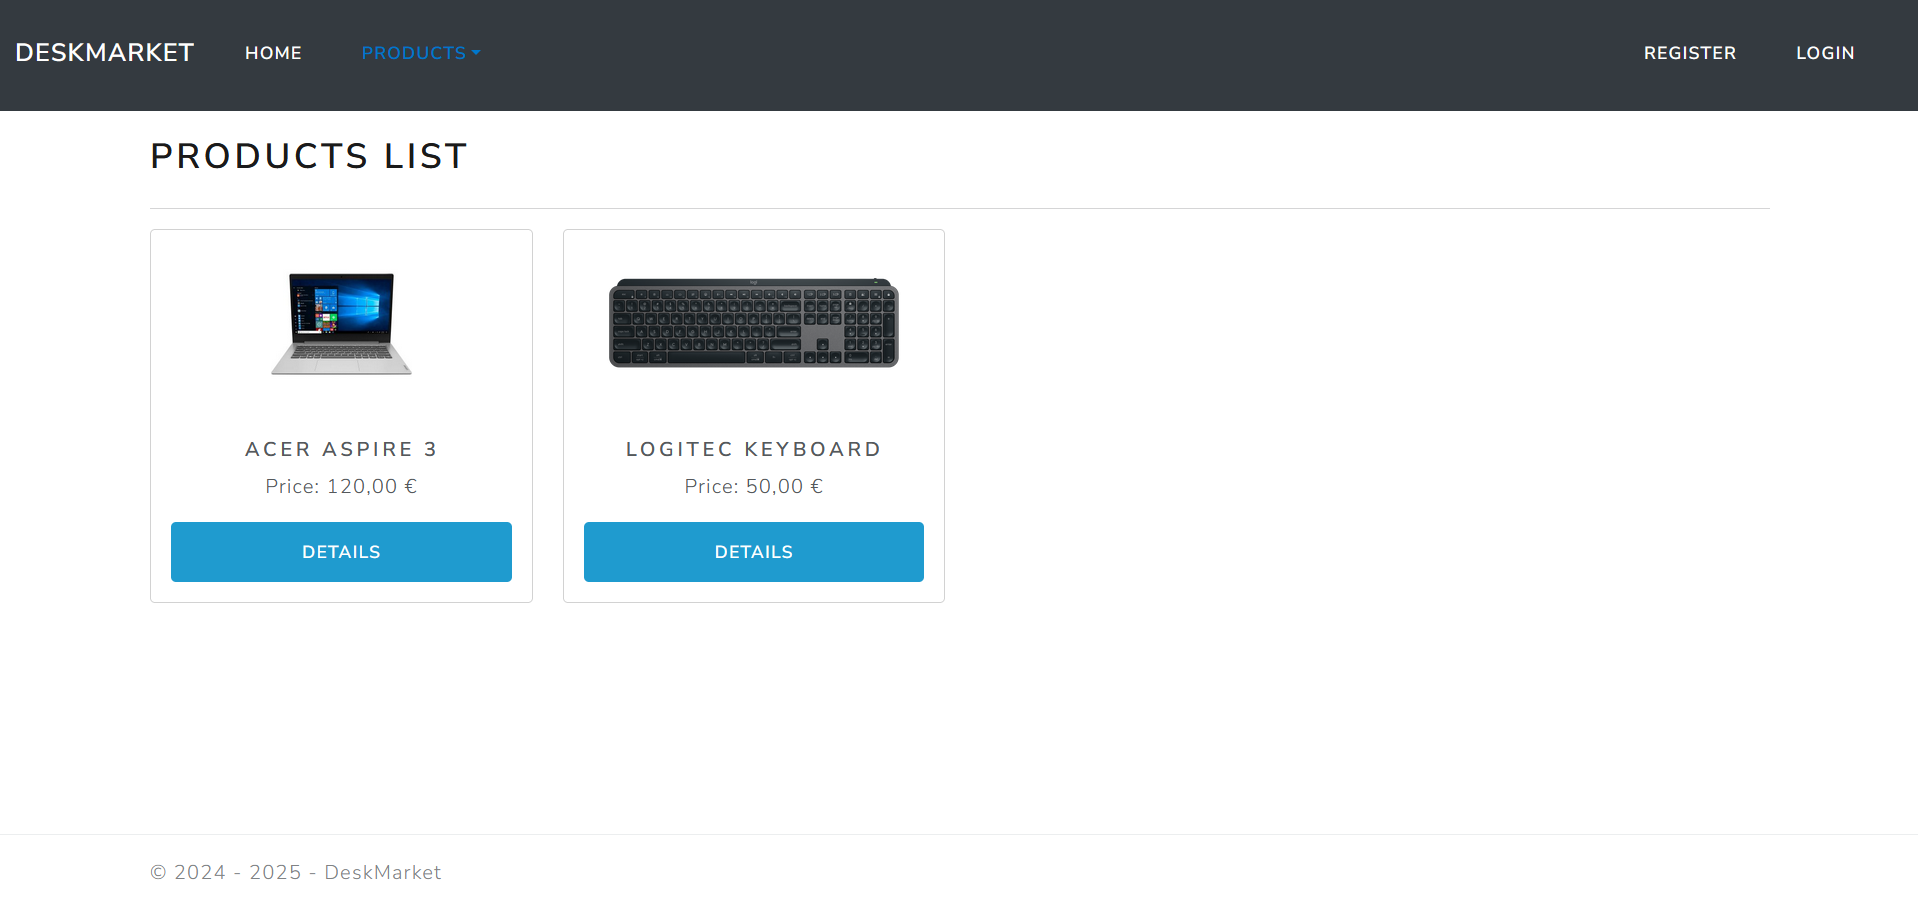 DESKMARKET HOME PRODUCTS REGISTER LOGIN
PRODUCTS LIST
ACER ASPIRE 3
Price: 120,00 €
DETAILS
LOGITEC KEYBOARD
Price: 50,00 €
DETAILS
© 2024 - 2025 - DeskMarket